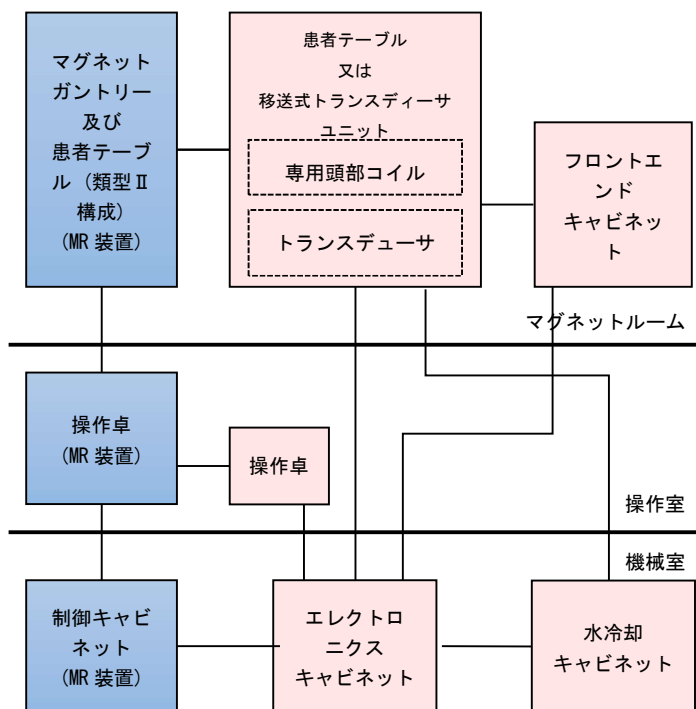 マグネット
ガントリー
及び
患者テーブ
ル（類型Ⅱ
構成）
(MR 装置)
患者テーブル
又は
移送式トランスディーサ
ユニット
専用頭部コイル
トランスデューサ
フロントエ
ンド
キャビネッ
ト
マグネットルーム
操作卓
(MR 装置)
操作卓
操作室
機械室
制御キャビ
ネット
(MR 装置)
エレクトロ
ニクス
キャビネット
水冷却
キャビネット